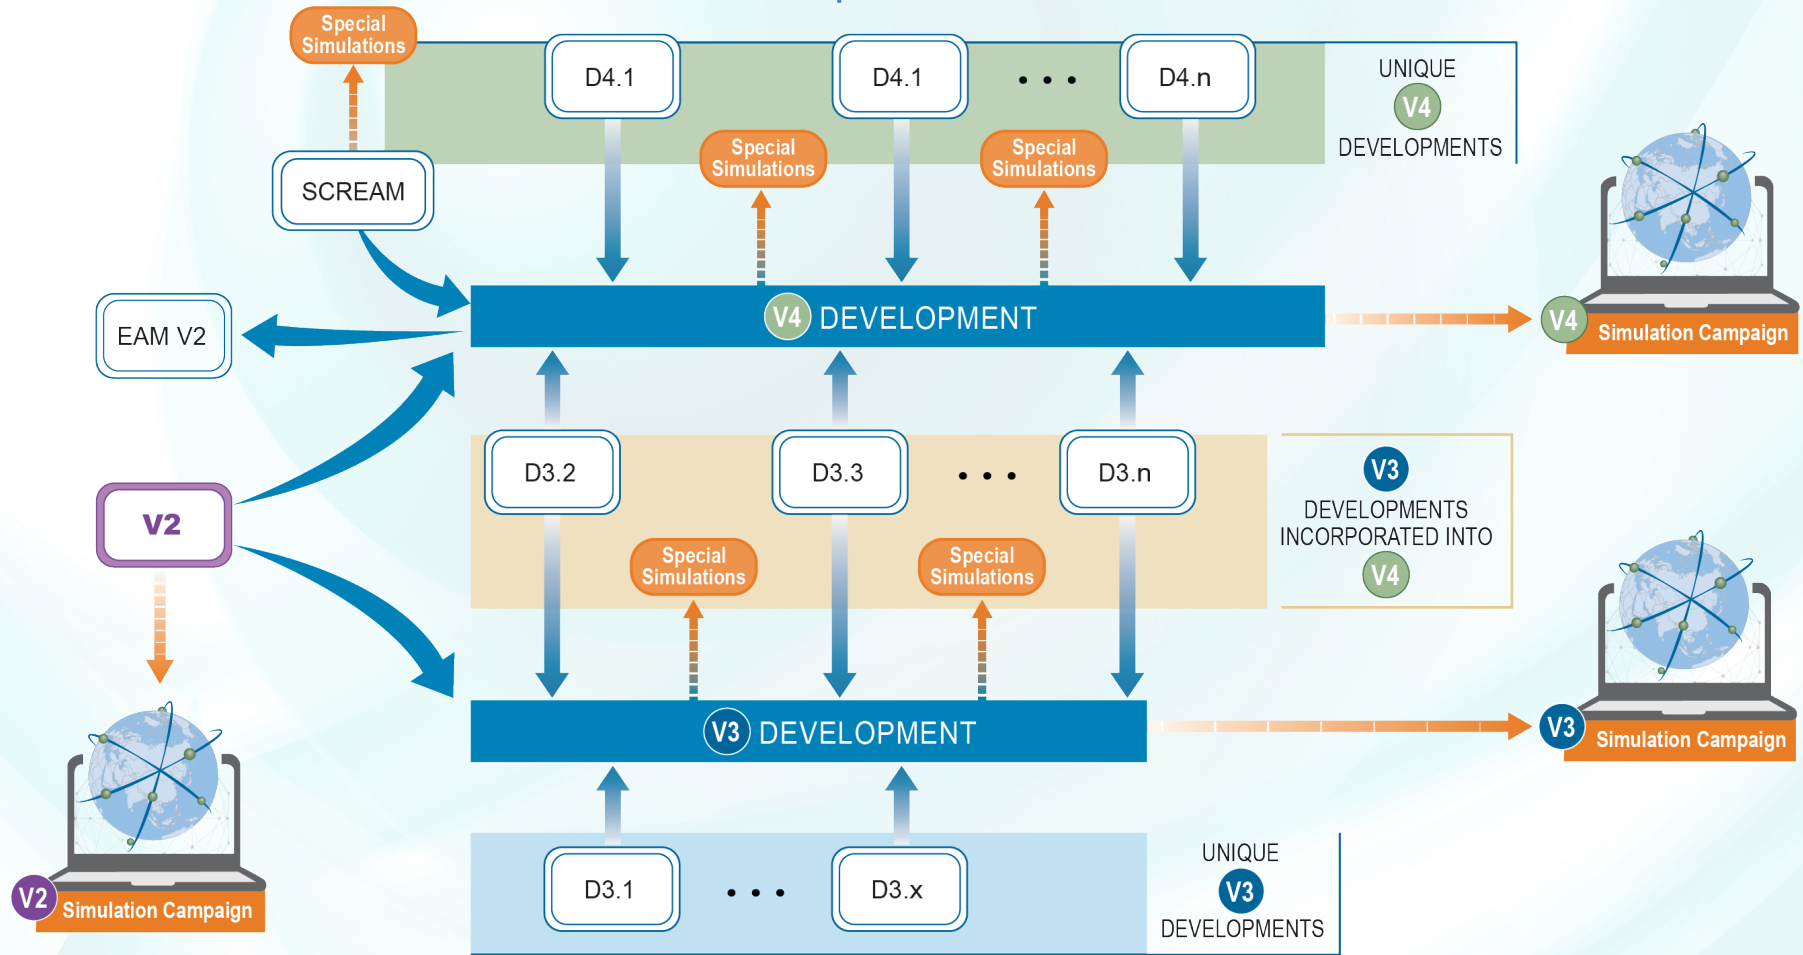 Special
Simulations
D4.1
D4.1
• • •
D4.n
UNIQUE
V4
DEVELOPMENTS
Special
Simulations
Special
Simulations
SCREAM
EAM V2
V4 DEVELOPMENT
V4 Simulation Campaign
D3.2
D3.3
• • •
D3.n
V3
DEVELOPMENTS
INCORPORATED INTO
V4
V2
Special
Simulations
Special
Simulations
V3 DEVELOPMENT
V3 Simulation Campaign
D3.1
• • •
D3.x
UNIQUE
V3
DEVELOPMENTS
V2 Simulation Campaign